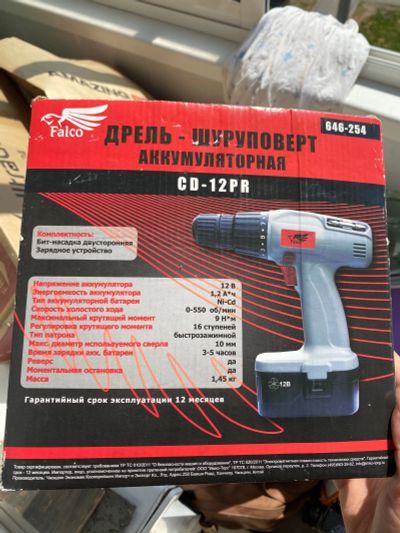 AMAZING
Falco
646-254
ДРЕЛЬ - ШУРУПОВЕРТ
АККУМУЛЯТОРНАЯ
CD-12PR
Комплектность:
Бит-насадка двусторонняя
Зарядное устройство
Напряжение аккумулятора 12 В
Энергоемкость аккумулятора 1,2 А*ч
Тип аккумуляторной батареи Ni-Cd
Скорость холостого хода 0-550 об/мин
Максимальный крутящий момент 9 Н*м
Регулировка крутящего момента 16 ступеней
Тип патрона быстрозажимной
Макс. диаметр используемого сверла 10 мм
Время зарядки акк. батареи 3-5 часов
Реверс да
Моментальная остановка да
Масса 1,45 кг
12В
Гарантийный срок эксплуатации 12 месяцев